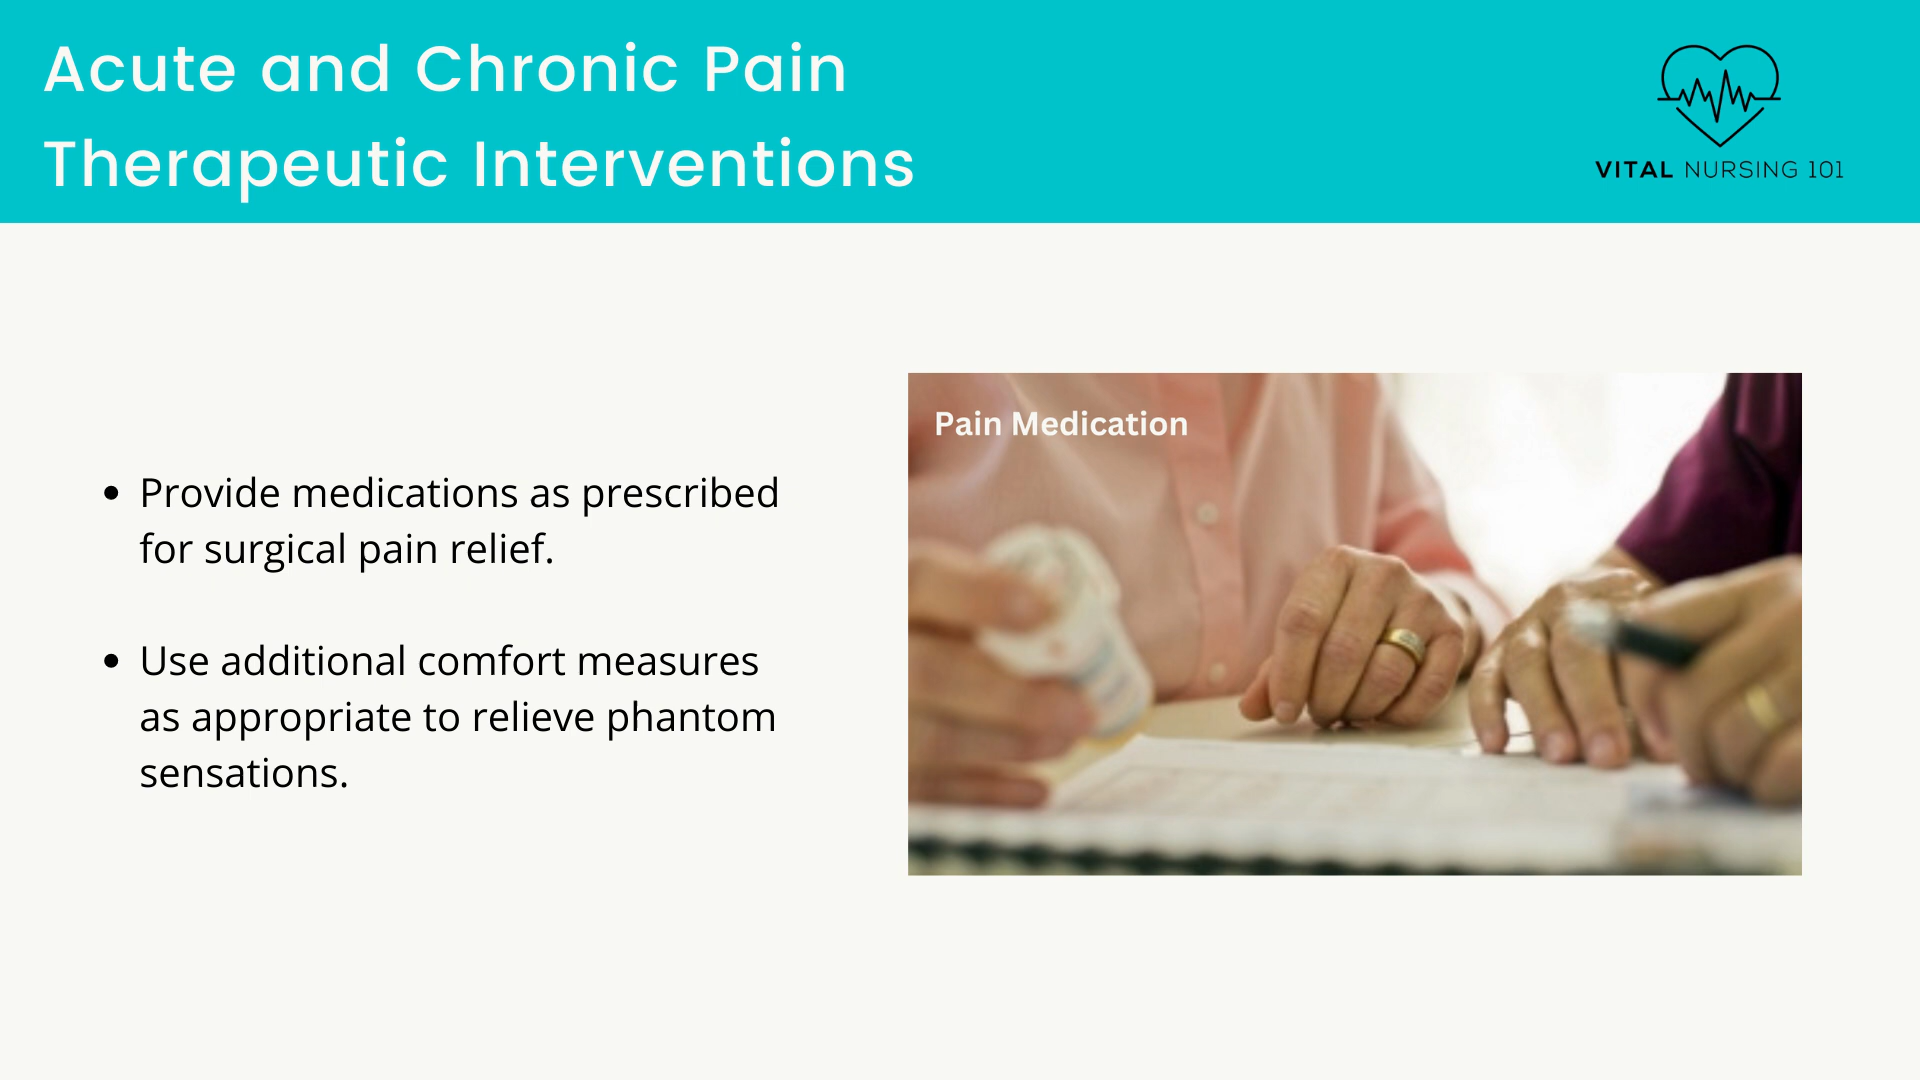 Acute and Chronic Pain
Therapeutic Interventions
VITAL NURSING 101
Pain Medication
• Provide medications as prescribed
for surgical pain relief.
• Use additional comfort measures
as appropriate to relieve phantom
sensations.